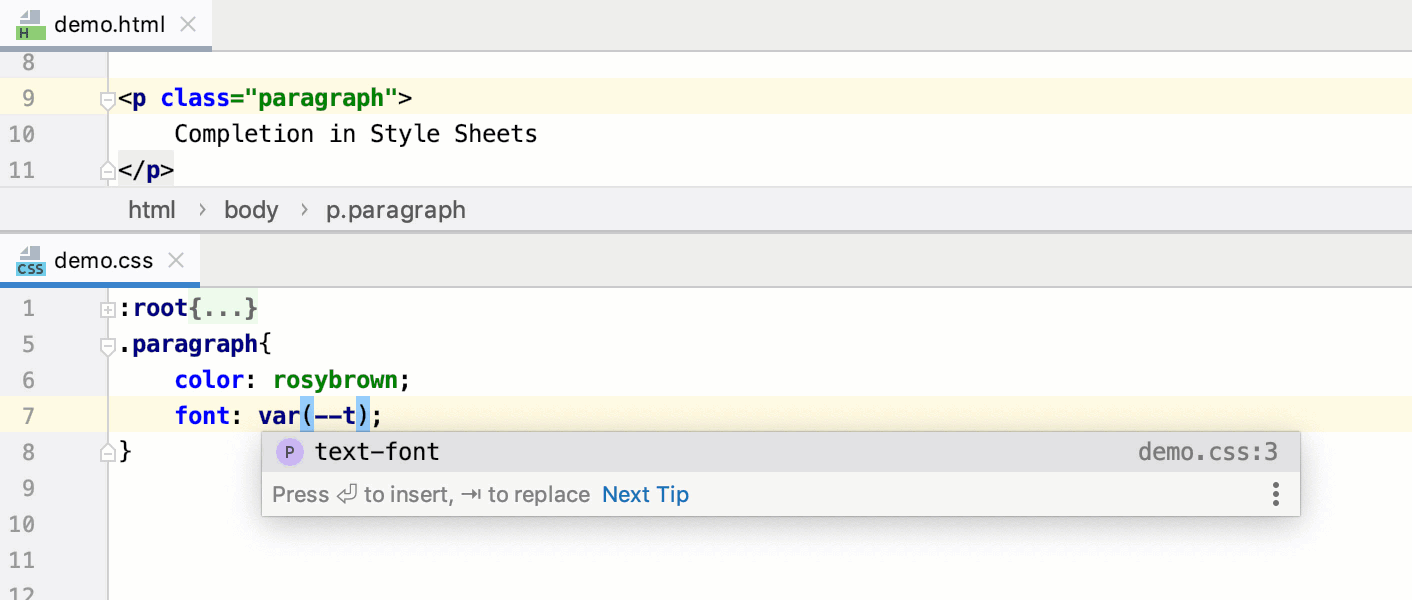 H demo.html
8
9 <p class="paragraph">
10 Completion in Style Sheets
11 </p>
html › body › p.paragraph
CSS demo.css
1 :root{...}
5 .paragraph{
6 color: rosybrown;
7 font: var(--t);
P text-font demo.css:3
8 }
Press ⏎ to insert, ⇥ to replace Next Tip
9
10
11
12